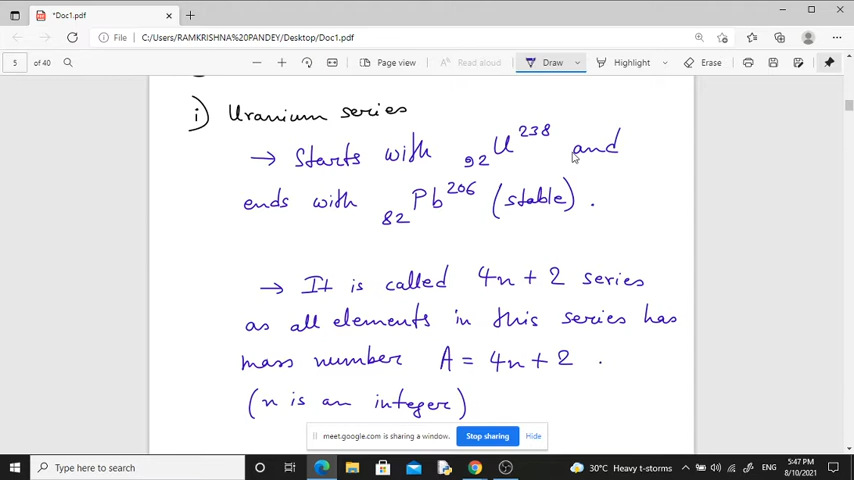 *Doc1.pdf
File C:/Users/RAMKRISHNA%20PANDEY/Desktop/Doc1.pdf
5 of 40 Page view Read aloud Draw Highlight Erase
i) Uranium series
→ Starts with ₉₂U²³⁸ and
ends with ₈₂Pb²⁰⁶ (stable).
→ It is called 4n + 2 series
as all elements in this series has
mass number A = 4n + 2 .
(n is an integer)
meet.google.com is sharing a window. Stop sharing Hide
Type here to search 30°C Heavy t-storms ENG 5:47 PM
8/10/2021